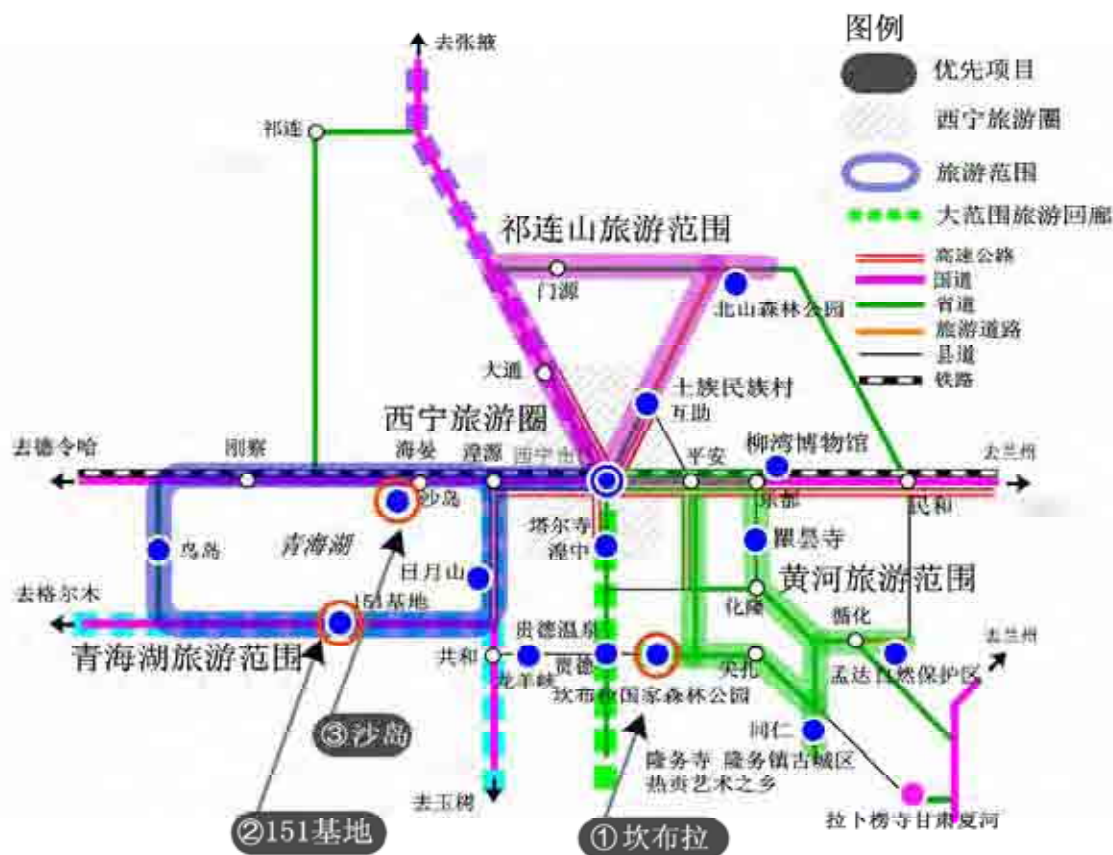 图例
优先项目
西宁旅游圈
旅游范围
大范围旅游回廊
高速公路
国道
省道
旅游道路
县道
铁路
去张掖
祁连
祁连山旅游范围
门源
北山森林公园
大通
土族民族村
互助
西宁旅游圈
柳湾博物馆
去德令哈
刚察
海晏
湟源
西宁市
平安
去兰州
沙岛
乐都
民和
塔尔寺
湟中
鸟岛
青海湖
瞿昙寺
日月山
黄河旅游范围
去格尔木
151基地
化隆
循化
去兰州
贵德温泉
青海湖旅游范围
共和
龙羊峡
贵德
尖扎
孟达自然保护区
坎布拉国家森林公园
③沙岛
同仁
隆务寺 隆务镇古城区
热贡艺术之乡
去玉树
②151基地
①坎布拉
拉卜楞寺甘肃夏河